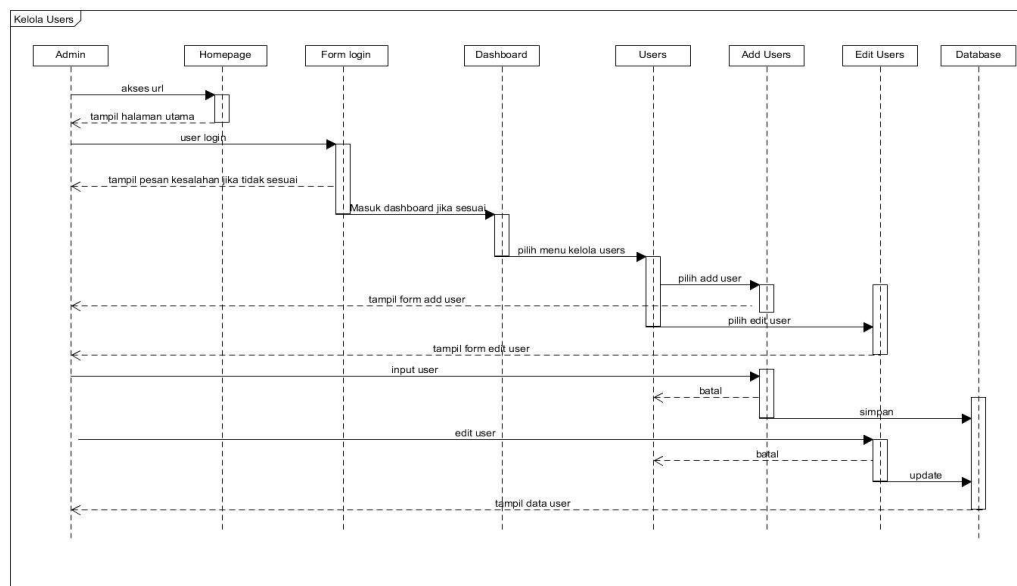 Kelola Users
Admin
Homepage
Form login
Dashboard
Users
Add Users
Edit Users
Database
akses url
tampil halaman utama
user login
tampil pesan kesalahan jika tidak sesuai
Masuk dashboard jika sesuai
pilih menu kelola users
pilih add user
tampil form add user
pilih edit user
tampil form edit user
input user
batal
simpan
edit user
batal
update
tampil data user